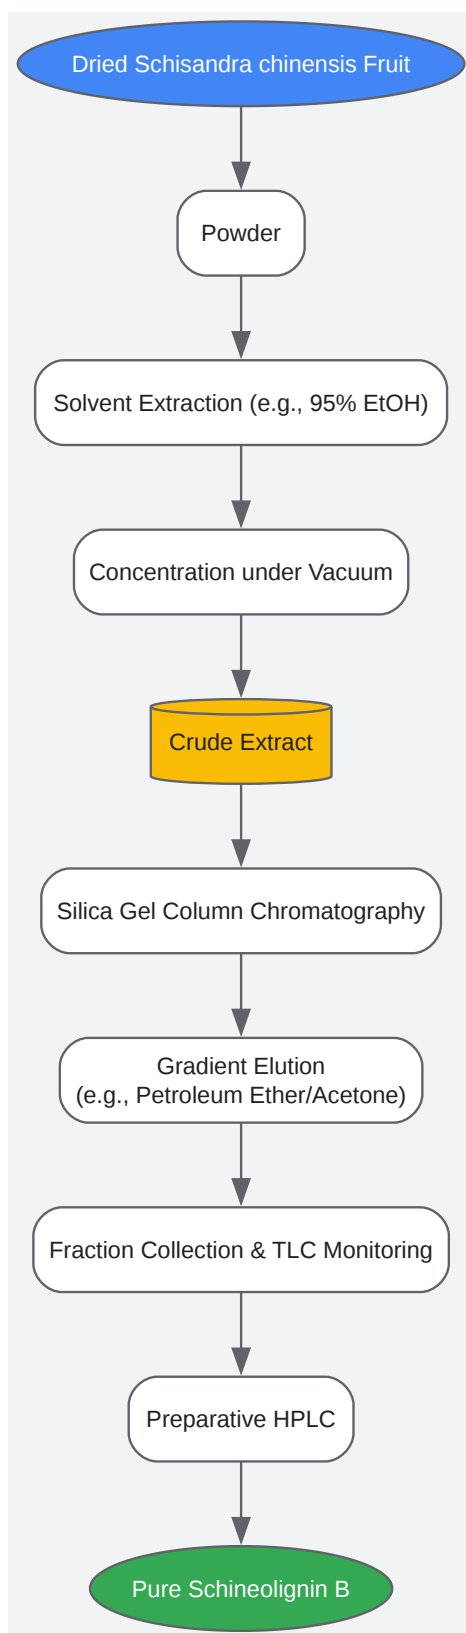 Dried Schisandra chinensis Fruit
Powder
Solvent Extraction (e.g., 95% EtOH)
Concentration under Vacuum
Crude Extract
Silica Gel Column Chromatography
Gradient Elution
(e.g., Petroleum Ether/Acetone)
Fraction Collection & TLC Monitoring
Preparative HPLC
Pure Schineolignin B